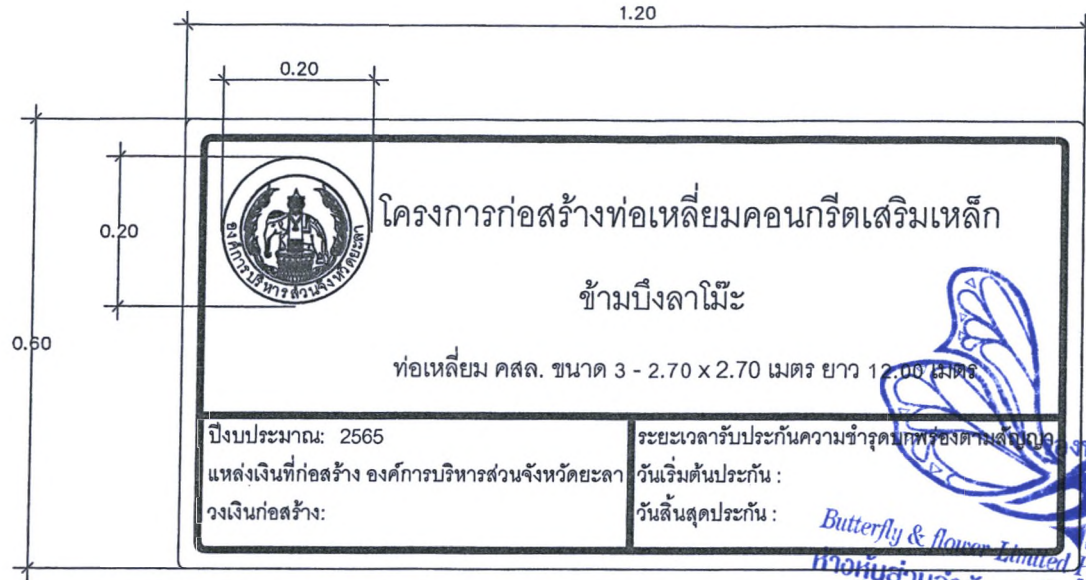 1.20
0.20
0.20
0.60
องค์การบริหารส่วนจังหวัดยะลา
โครงการก่อสร้างท่อเหลี่ยมคอนกรีตเสริมเหล็ก
ข้ามบึงลาโม๊ะ
ท่อเหลี่ยม คสล. ขนาด 3 - 2.70 x 2.70 เมตร ยาว 12.00 เมตร
ปีงบประมาณ: 2565
แหล่งเงินที่ก่อสร้าง องค์การบริหารส่วนจังหวัดยะลา
วงเงินก่อสร้าง:
ระยะเวลารับประกันความชำรุดบกพร่องตามสัญญา
วันเริ่มต้นประกัน :
วันสิ้นสุดประกัน :
Butterfly & flower Limited
ห้างหุ้นส่วนจำกัด